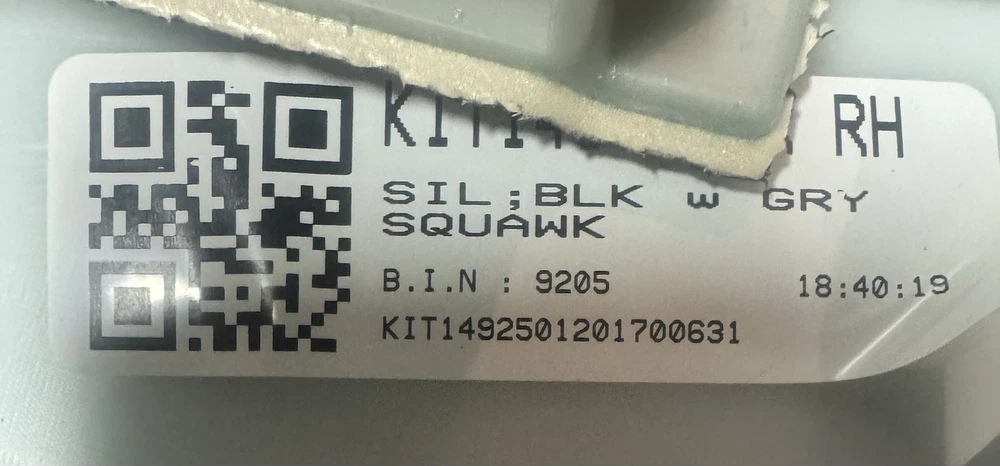 RH
SIL;BLK w GRY
SQUAWK
B.I.N : 9205 18:40:19
KIT1492501201700631